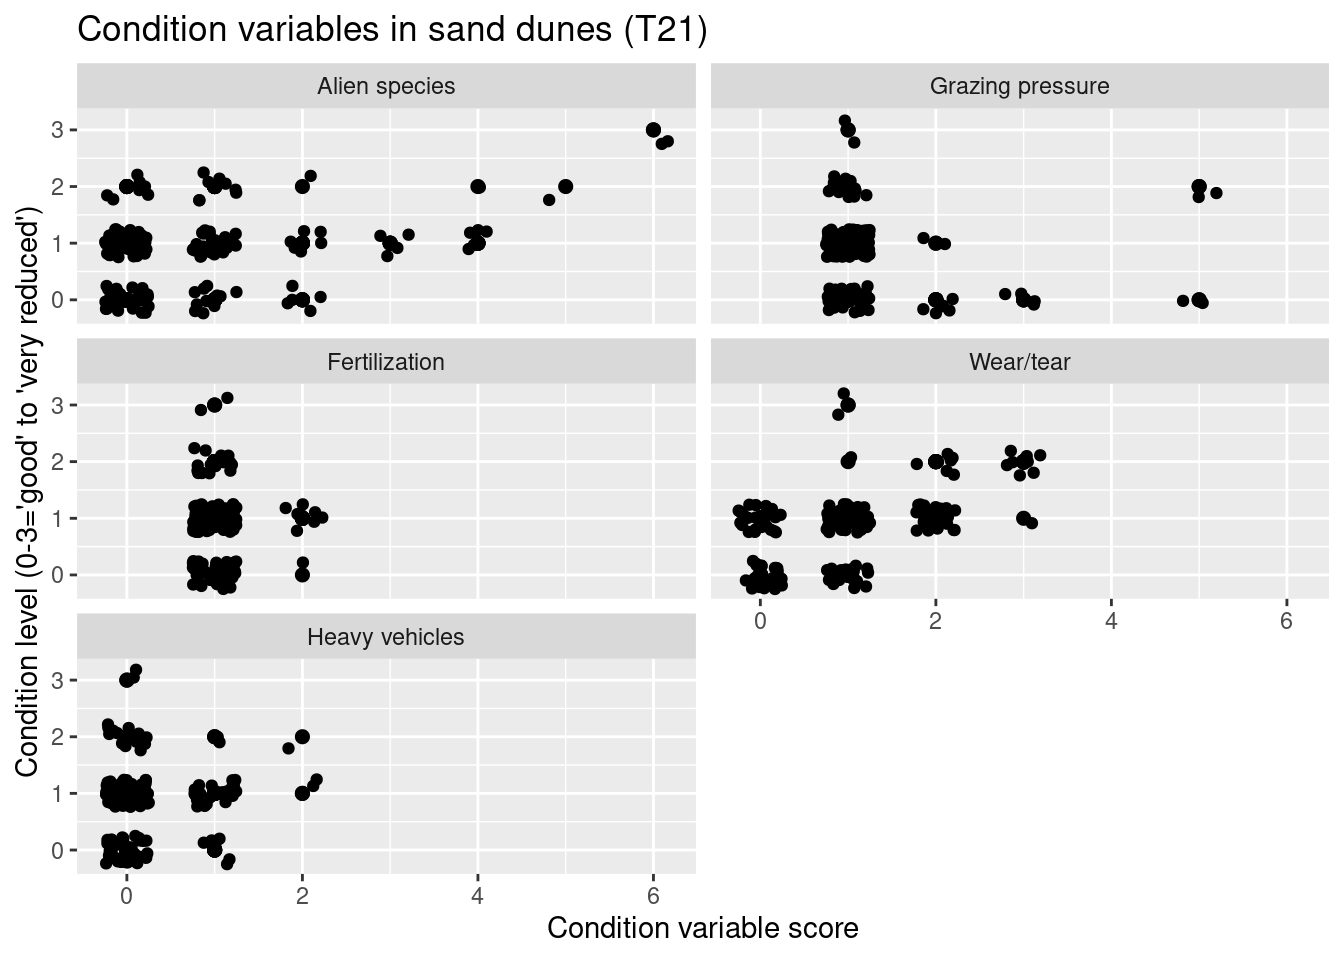 Condition variables in sand dunes (T21)
Alien species
Grazing pressure
3
2
1
0
Fertilization
Wear/tear
3
2
1
0
0 2 4 6
Heavy vehicles
3
2
1
0
0 2 4 6
Condition variable score
Condition level (0-3='good' to 'very reduced')